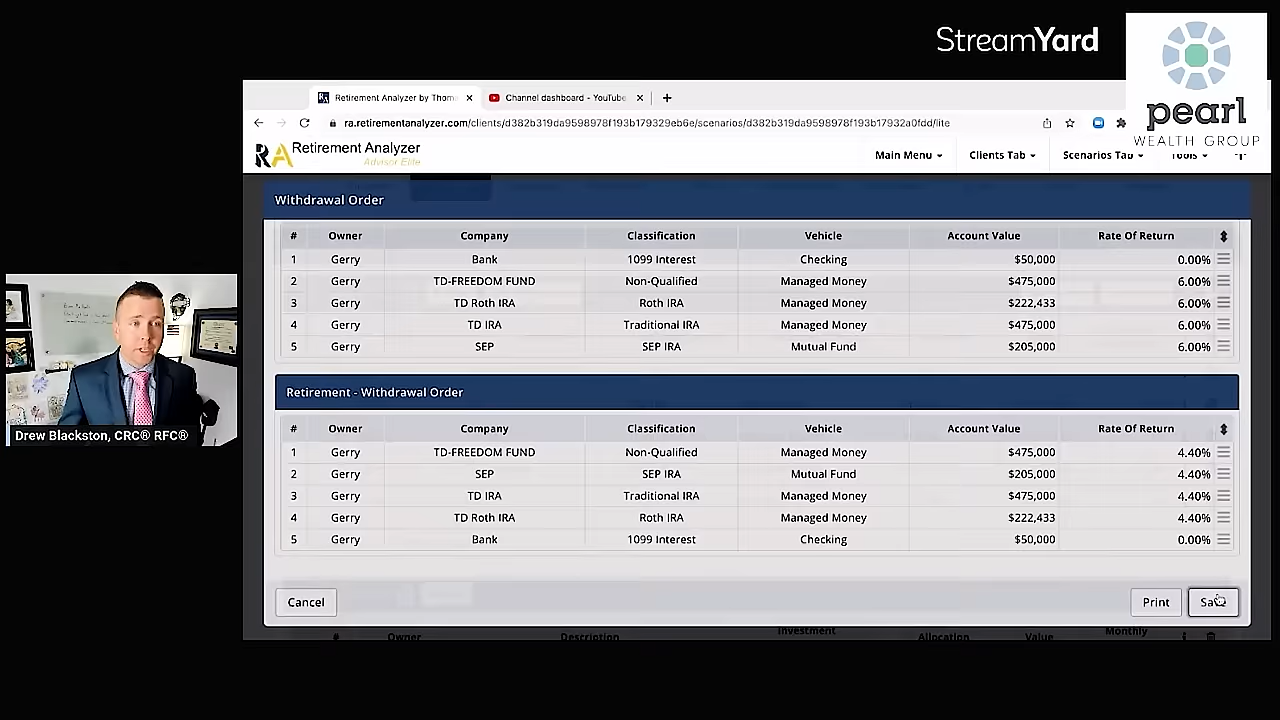 StreamYard
pearl
WEALTH GROUP
Retirement Analyzer by Thom
Channel dashboard - YouTube
ra.retirementanalyzer.com/clients/d382b319da9598978f193b179329eb6e/scenarios/d382b319da9598978f193b17932a0fdd/lite
RA Retirement Analyzer
Advisor Elite
Main Menu Clients Tab Scenarios Tab Tools
Withdrawal Order
# Owner Company Classification Vehicle Account Value Rate Of Return
1 Gerry Bank 1099 Interest Checking $50,000 0.00%
2 Gerry TD-FREEDOM FUND Non-Qualified Managed Money $475,000 6.00%
3 Gerry TD Roth IRA Roth IRA Managed Money $222,433 6.00%
4 Gerry TD IRA Traditional IRA Managed Money $475,000 6.00%
5 Gerry SEP SEP IRA Mutual Fund $205,000 6.00%
Retirement - Withdrawal Order
# Owner Company Classification Vehicle Account Value Rate Of Return
1 Gerry TD-FREEDOM FUND Non-Qualified Managed Money $475,000 4.40%
2 Gerry SEP SEP IRA Mutual Fund $205,000 4.40%
3 Gerry TD IRA Traditional IRA Managed Money $475,000 4.40%
4 Gerry TD Roth IRA Roth IRA Managed Money $222,433 4.40%
5 Gerry Bank 1099 Interest Checking $50,000 0.00%
Cancel Print Save
# Owner Description Investment Allocation Value Monthly
Drew Blackston, CRC® RFC®